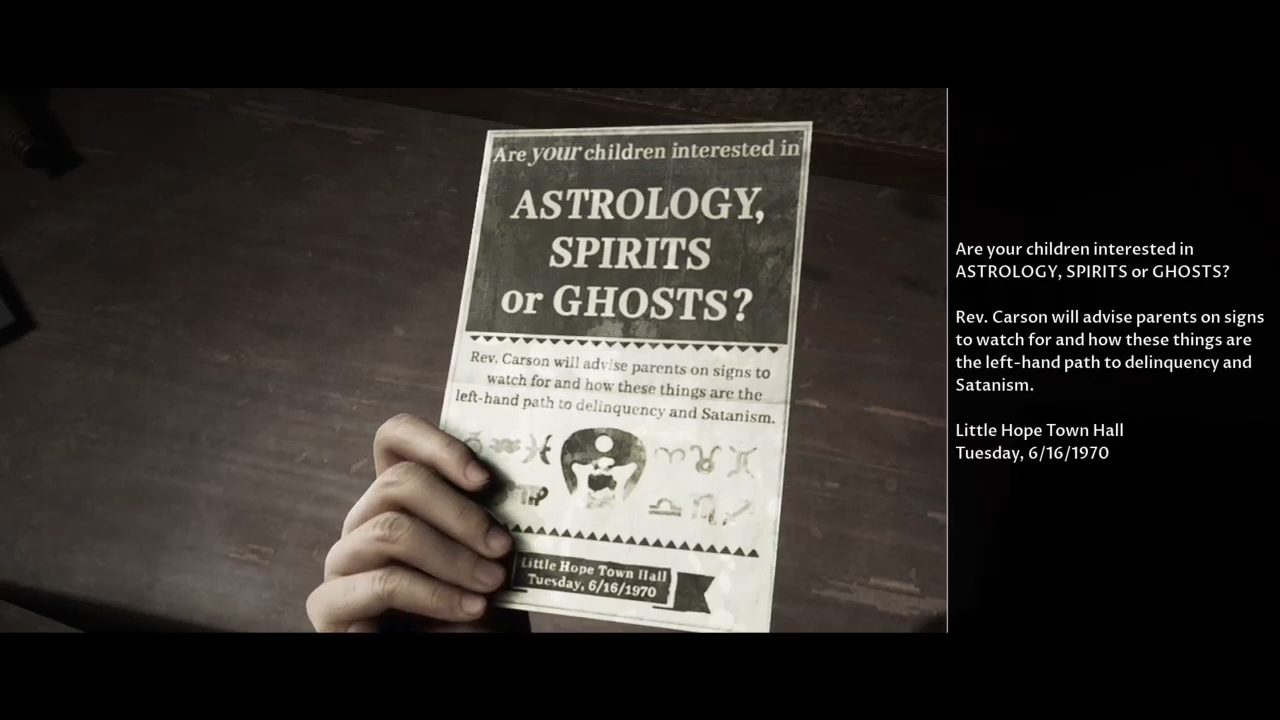 Are your children interested in
ASTROLOGY,
SPIRITS
or GHOSTS?
Rev. Carson will advise parents on signs to
watch for and how these things are the
left-hand path to delinquency and Satanism.
Little Hope Town Hall
Tuesday, 6/16/1970
Are your children interested in
ASTROLOGY, SPIRITS or GHOSTS?
Rev. Carson will advise parents on signs
to watch for and how these things are
the left-hand path to delinquency and
Satanism.
Little Hope Town Hall
Tuesday, 6/16/1970